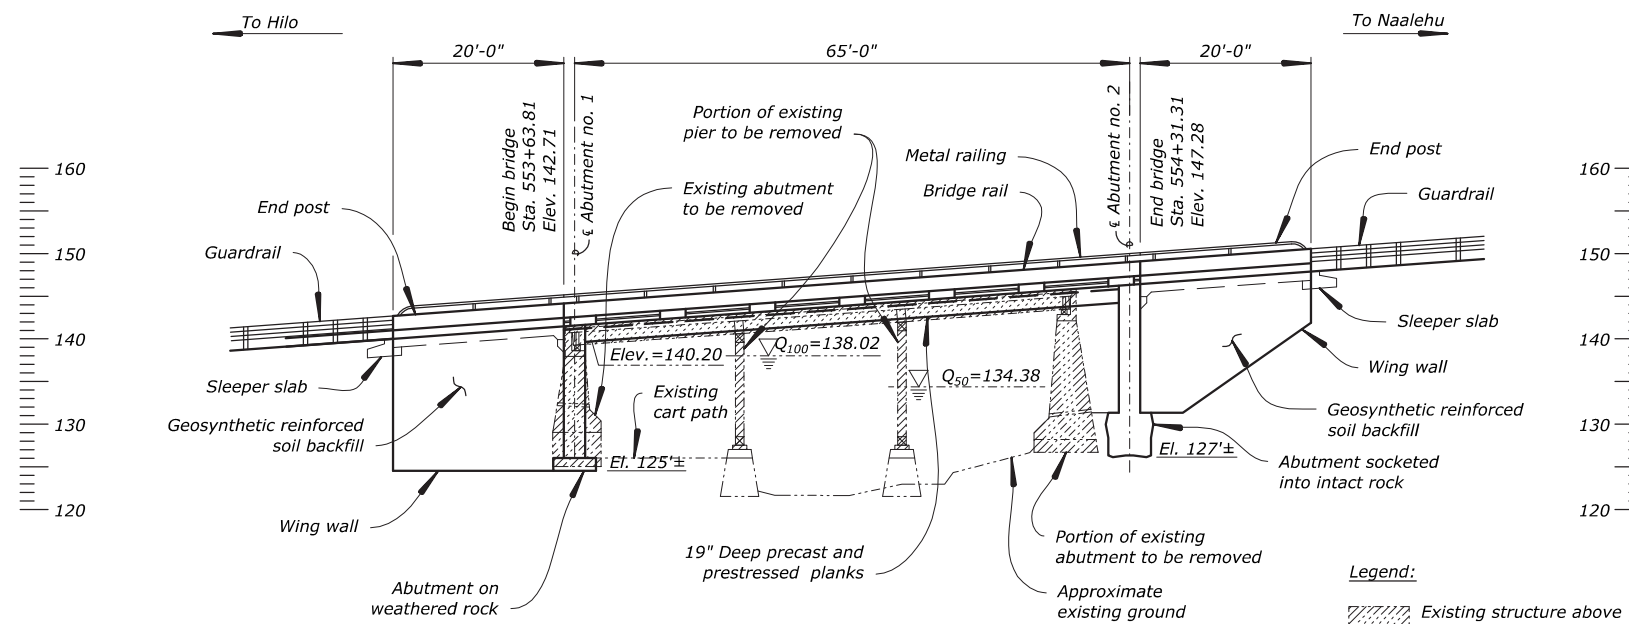 To Hilo
To Naalehu
20'-0"
65'-0"
20'-0"
Begin bridge
Sta. 553+63.81
Elev. 142.71
℄ Abutment no. 1
Portion of existing
pier to be removed
℄ Abutment no. 2
End bridge
Sta. 554+31.31
Elev. 147.28
Metal railing
Bridge rail
End post
Guardrail
Existing abutment
to be removed
End post
Guardrail
160
150
140
130
120
160
150
140
130
120
Elev.=140.20
Q100=138.02
Q50=134.38
Existing
cart path
Sleeper slab
Geosynthetic reinforced
soil backfill
El. 125'±
El. 127'±
Sleeper slab
Wing wall
Geosynthetic reinforced
soil backfill
Abutment socketed
into intact rock
Wing wall
Abutment on
weathered rock
19" Deep precast and
prestressed planks
Portion of existing
abutment to be removed
Approximate
existing ground
Legend:
Existing structure above